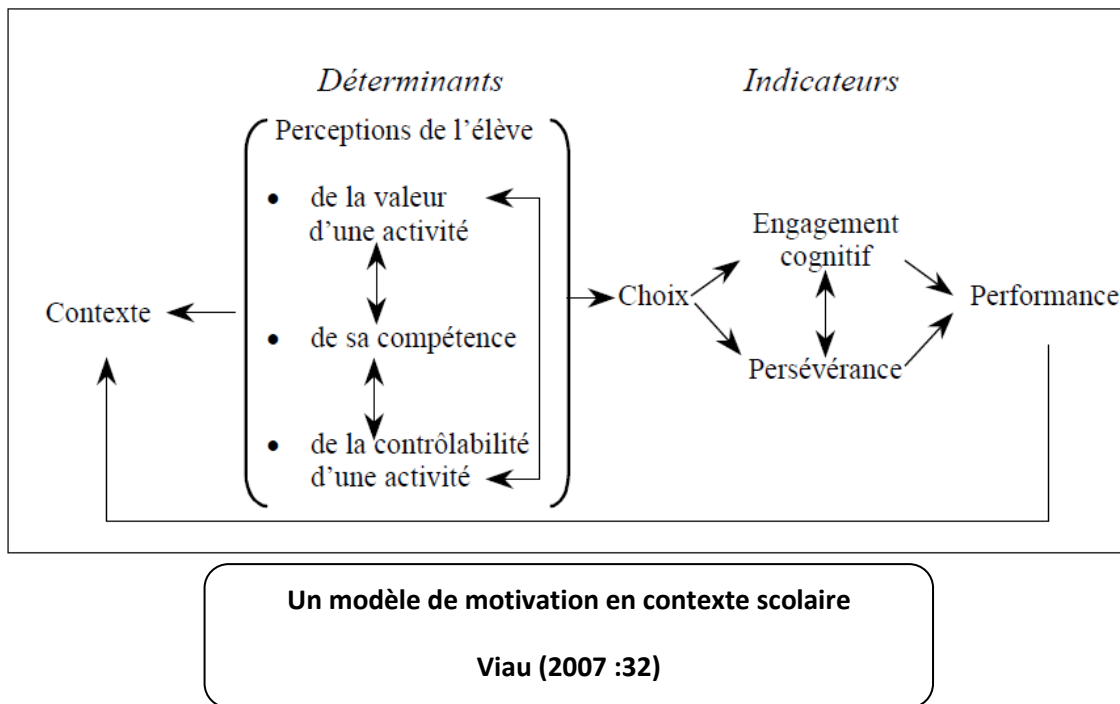 Déterminants
Indicateurs
Perceptions de l'élève
• de la valeur
d'une activité
Engagement
cognitif
Contexte
Choix
Performance
• de sa compétence
Persévérance
• de la contrôlabilité
d'une activité
Un modèle de motivation en contexte scolaire
Viau (2007 :32)